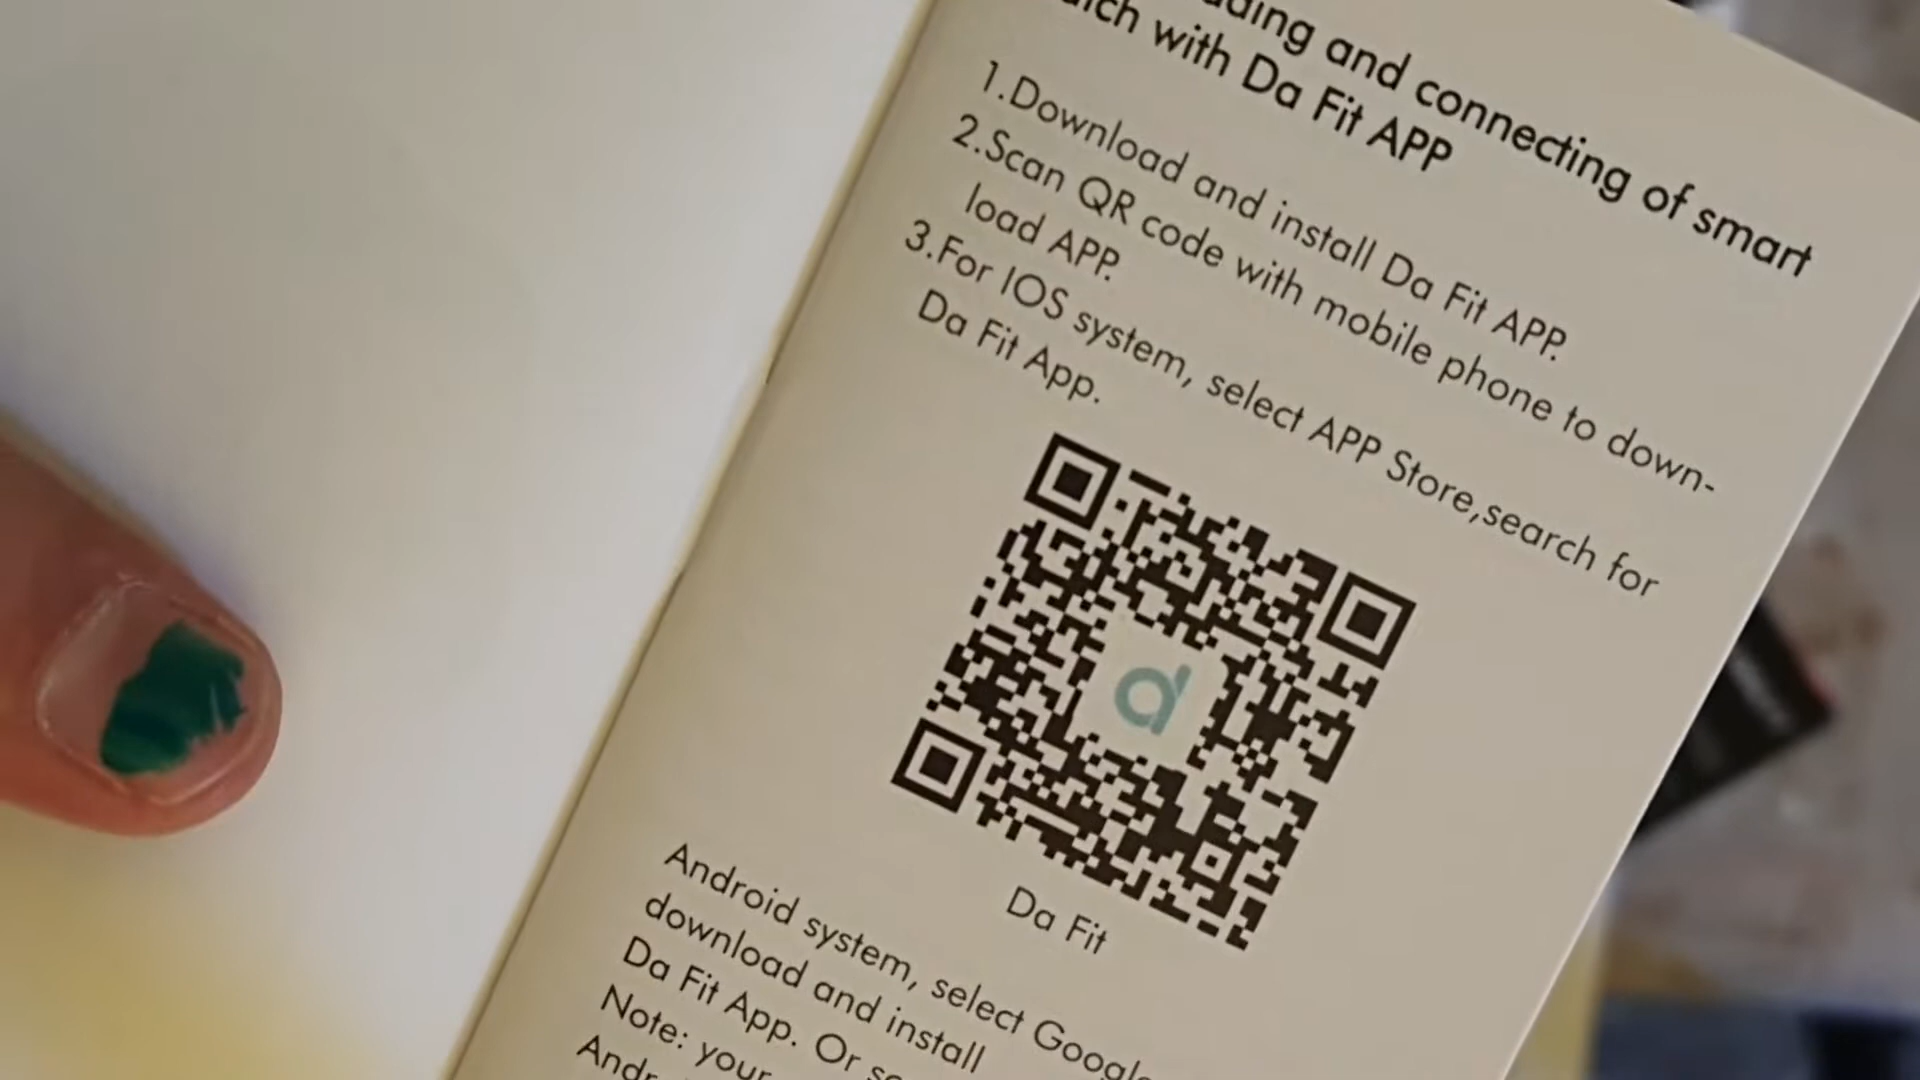 and connecting of smart
with Da Fit APP
1.Download and install Da Fit APP.
2.Scan QR code with mobile phone to down-
load APP.
3.For IOS system, select APP Store,search for
Da Fit App.
d
Da Fit
Android system, select Google
download and install
Da Fit App. Or
Note: your